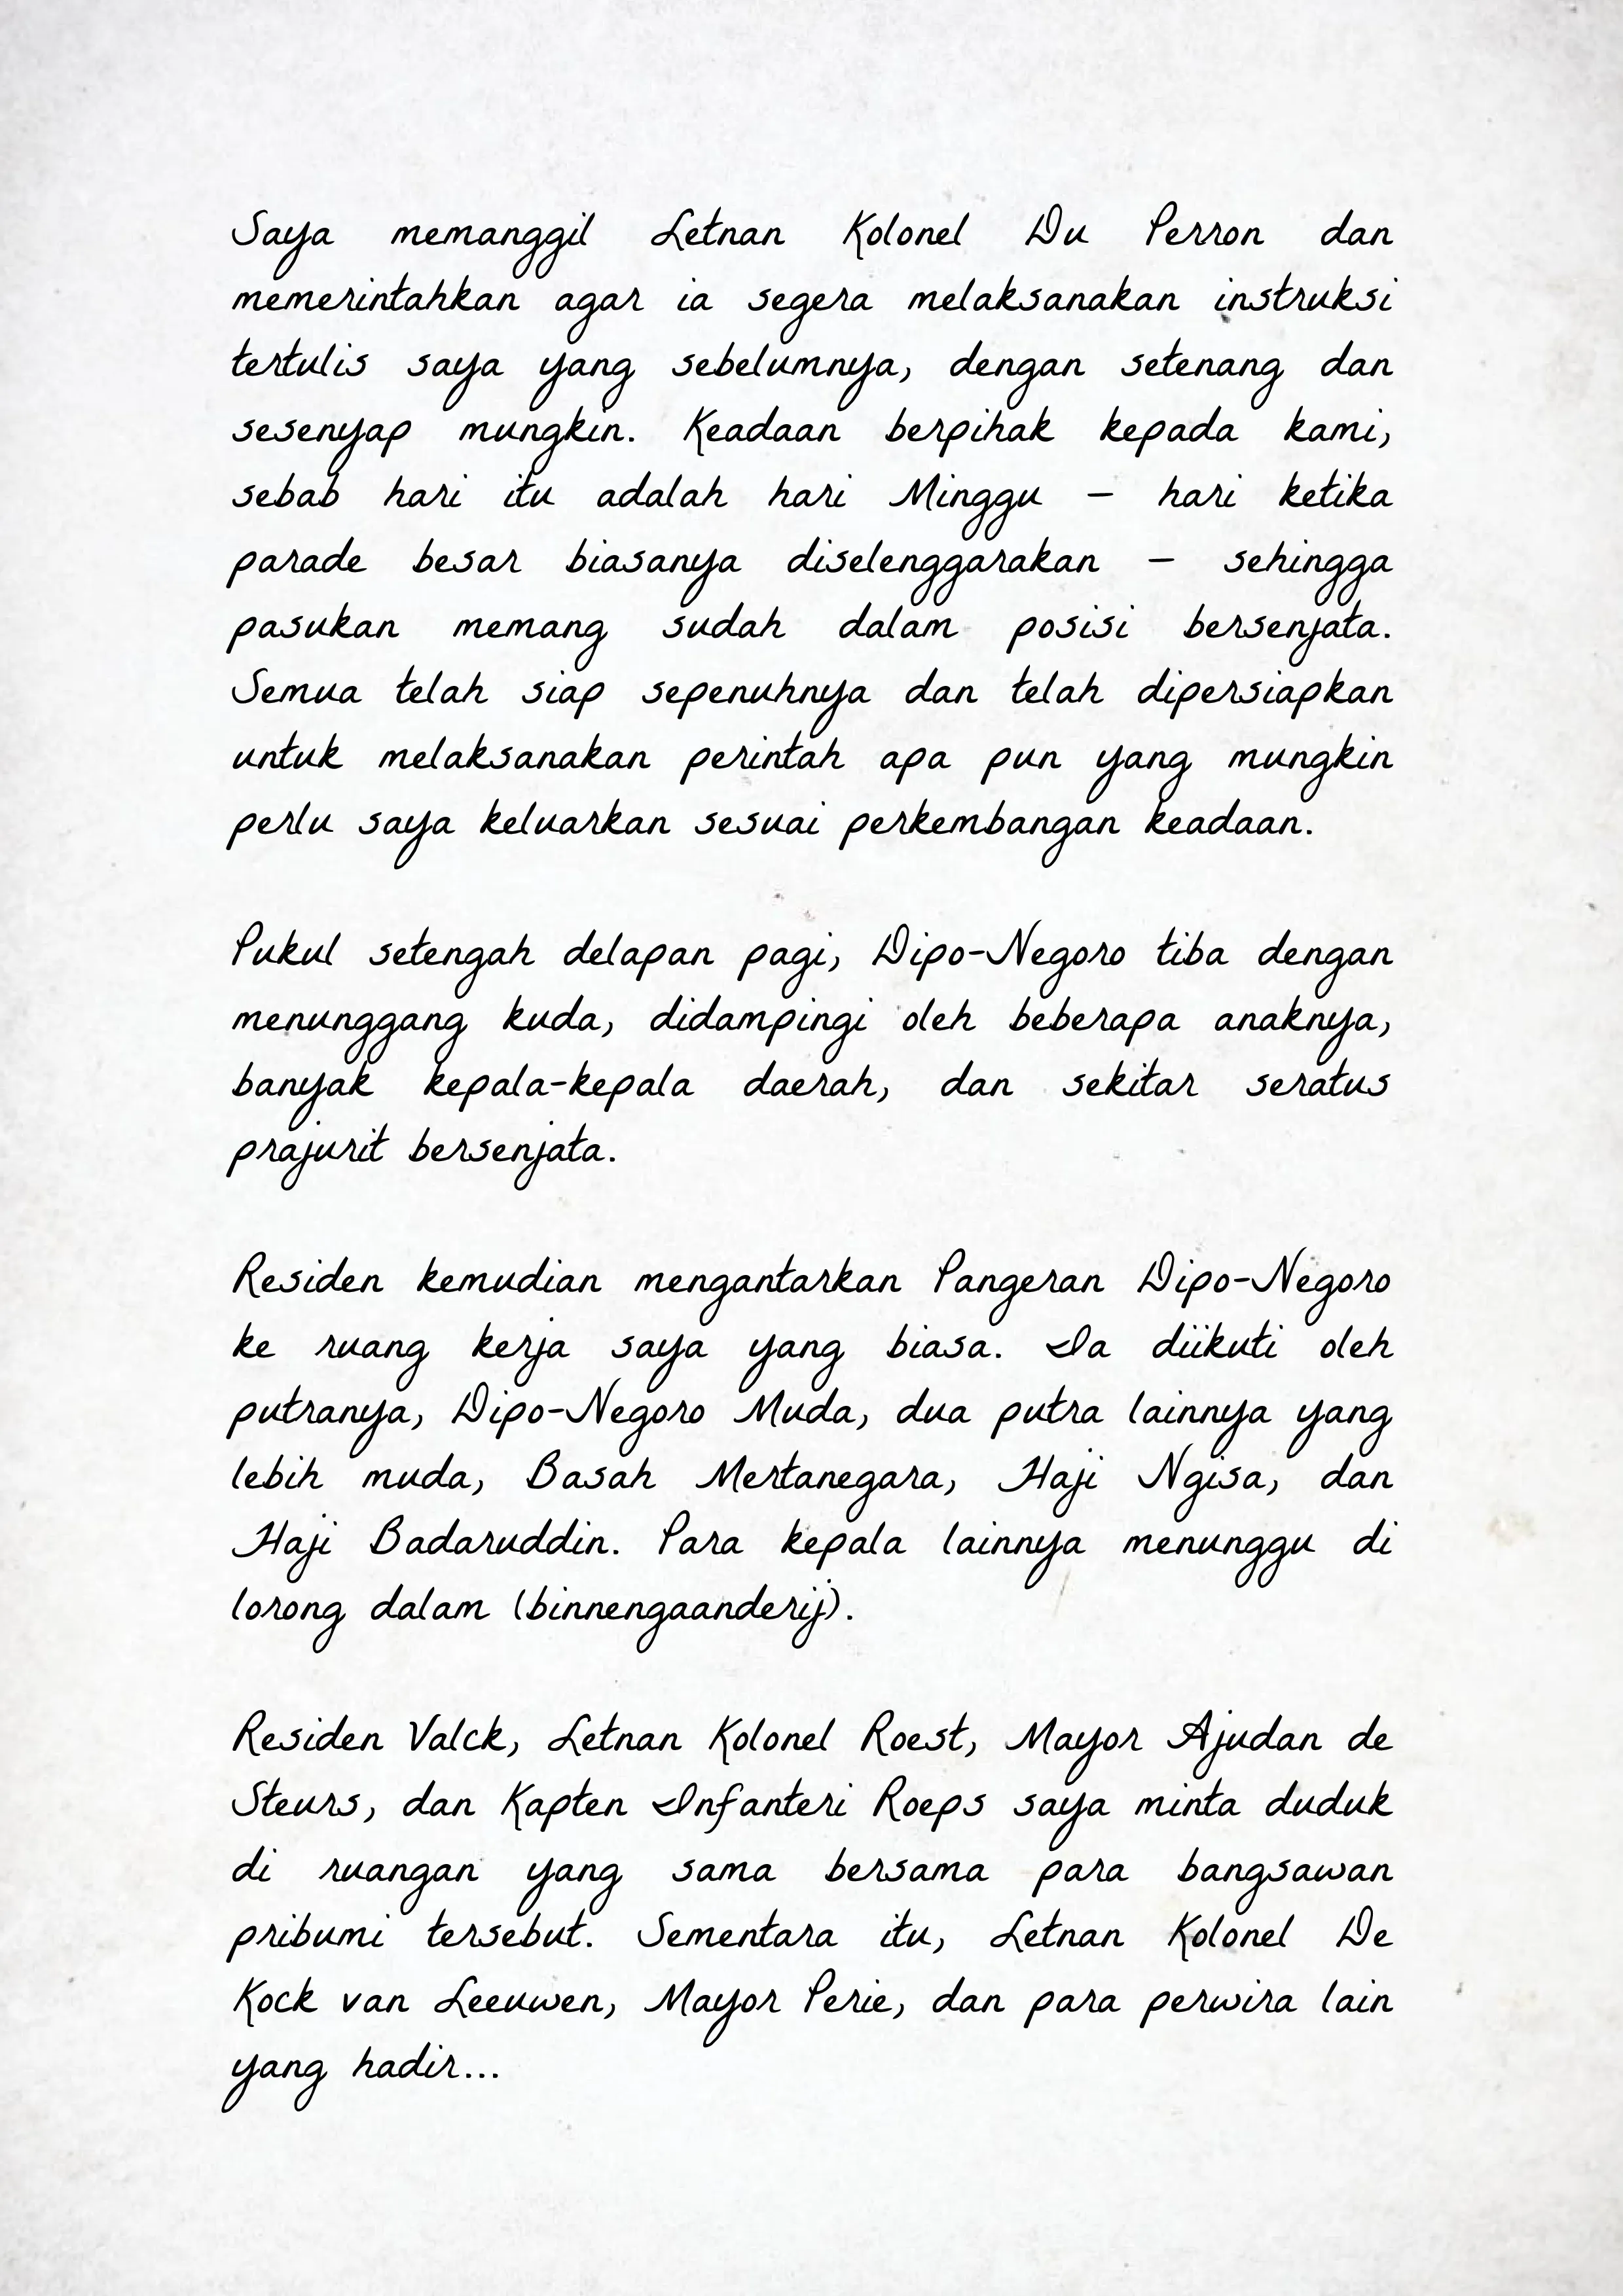 Saya memanggil Letnan Kolonel Du Perron dan
memerintahkan agar ia segera melaksanakan instruksi
tertulis saya yang sebelumnya, dengan setenang dan
sesenyap mungkin. Keadaan berpihak kepada kami,
sebab hari itu adalah hari Minggu – hari ketika
parade besar biasanya diselenggarakan – sehingga
pasukan memang sudah dalam posisi bersenjata.
Semua telah siap sepenuhnya dan telah dipersiapkan
untuk melaksanakan perintah apa pun yang mungkin
perlu saya keluarkan sesuai perkembangan keadaan.
Pukul setengah delapan pagi, Dipo-Negoro tiba dengan
menunggang kuda, didampingi oleh beberapa anaknya,
banyak kepala-kepala daerah, dan sekitar seratus
prajurit bersenjata.
Residen kemudian mengantarkan Pangeran Dipo-Negoro
ke ruang kerja saya yang biasa. Ia diikuti oleh
putranya, Dipo-Negoro Muda, dua putra lainnya yang
lebih muda, Basah Mertanegara, Haji Ngisa, dan
Haji Badaruddin. Para kepala lainnya menunggu di
lorong dalam (binnengaanderij).
Residen Valck, Letnan Kolonel Roest, Mayor Ajudan de
Steurs, dan Kapten Infanteri Roeps saya minta duduk
di ruangan yang sama bersama para bangsawan
pribumi tersebut. Sementara itu, Letnan Kolonel De
Kock van Leeuwen, Mayor Perie, dan para perwira lain
yang hadir...